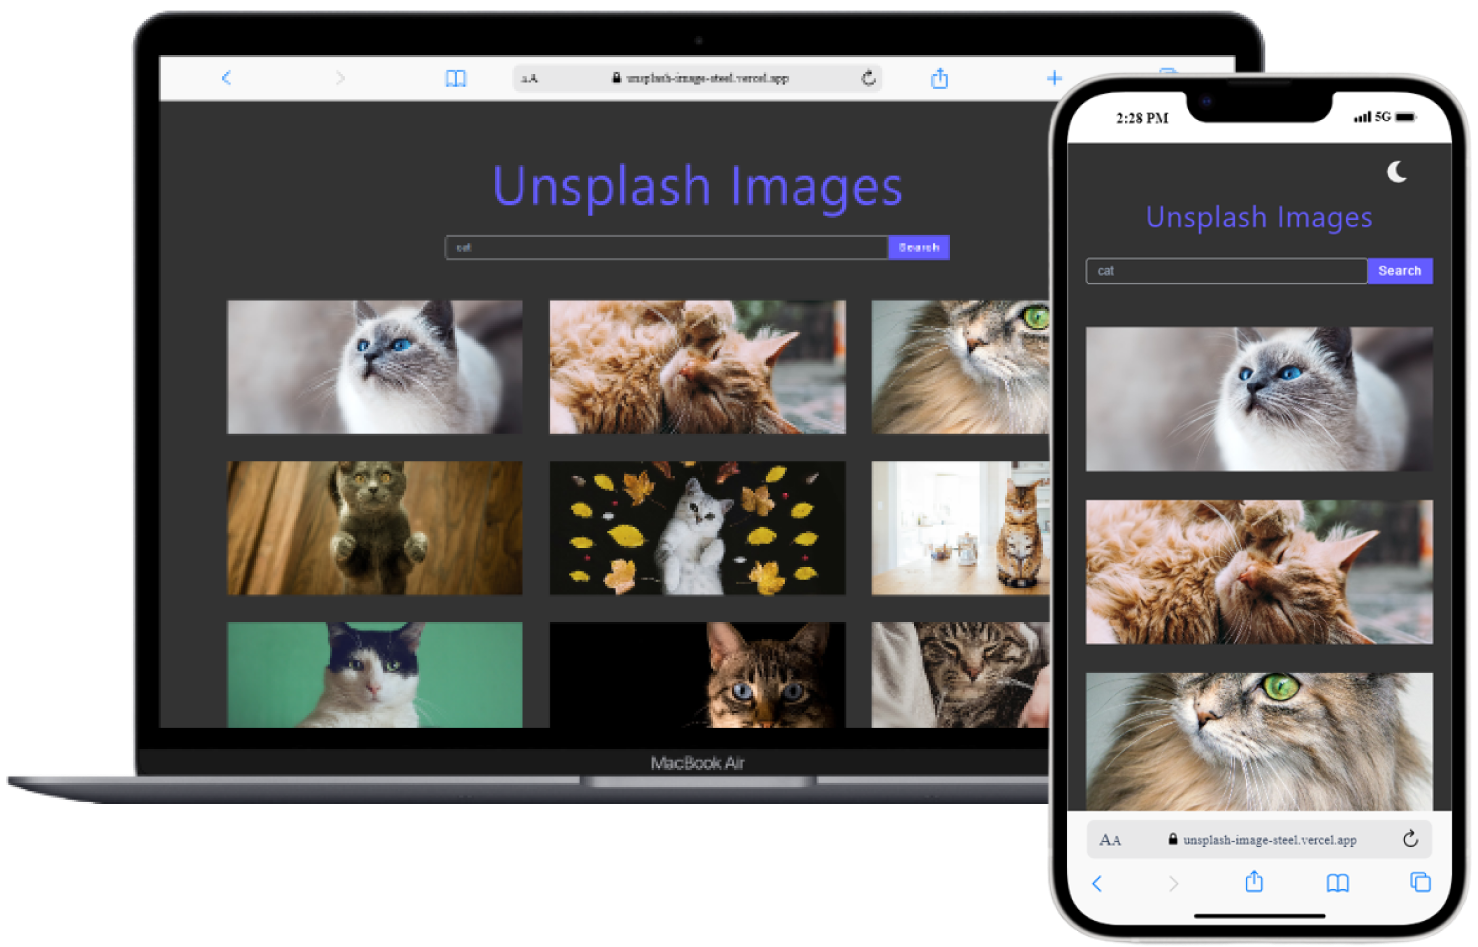 aA unsplash-image-steel.vercel.app
Unsplash Images
cat Search
MacBook Air
2:28 PM 5G
Unsplash Images
cat Search
AA unsplash-image-steel.vercel.app